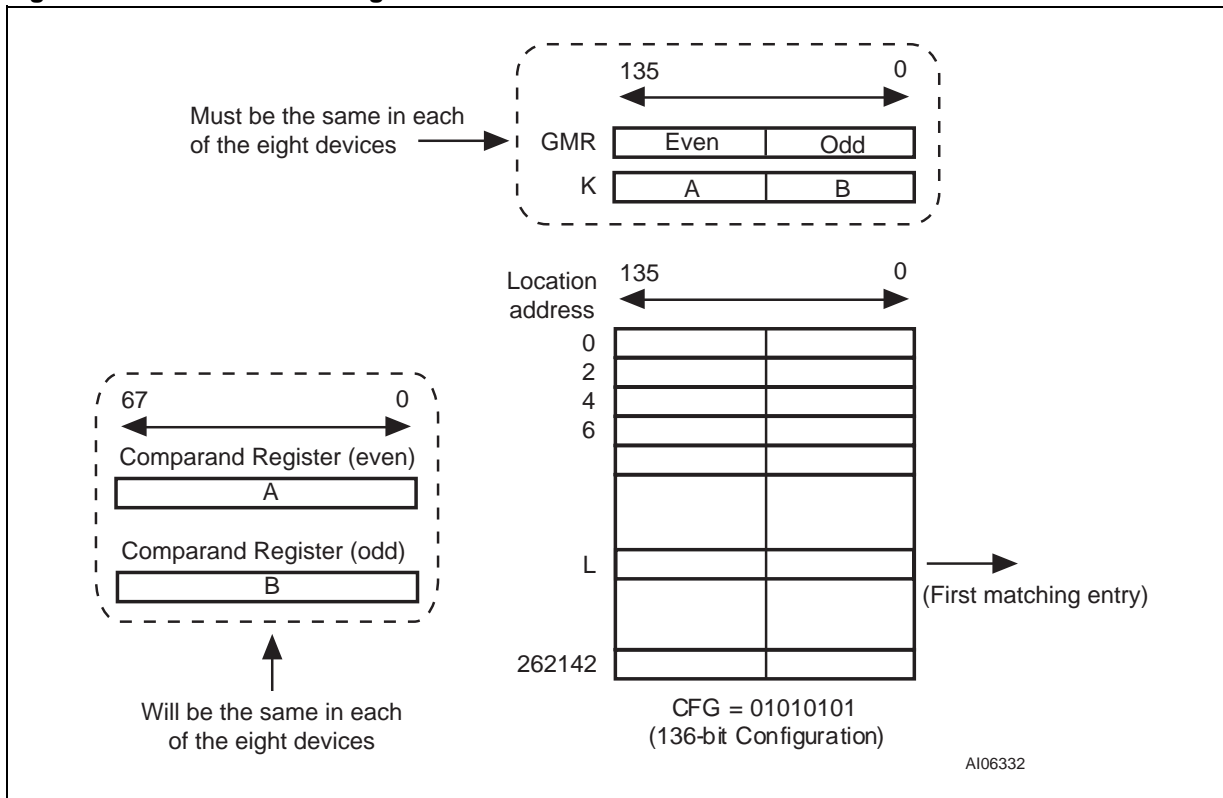 135 0
Must be the same in each
of the eight devices
GMR Even Odd
K A B
Location
address
135 0
0
2
4
6
L
(First matching entry)
262142
67 0
Comparand Register (even)
A
Comparand Register (odd)
B
Will be the same in each
of the eight devices
CFG = 01010101
(136-bit Configuration)
AI06332